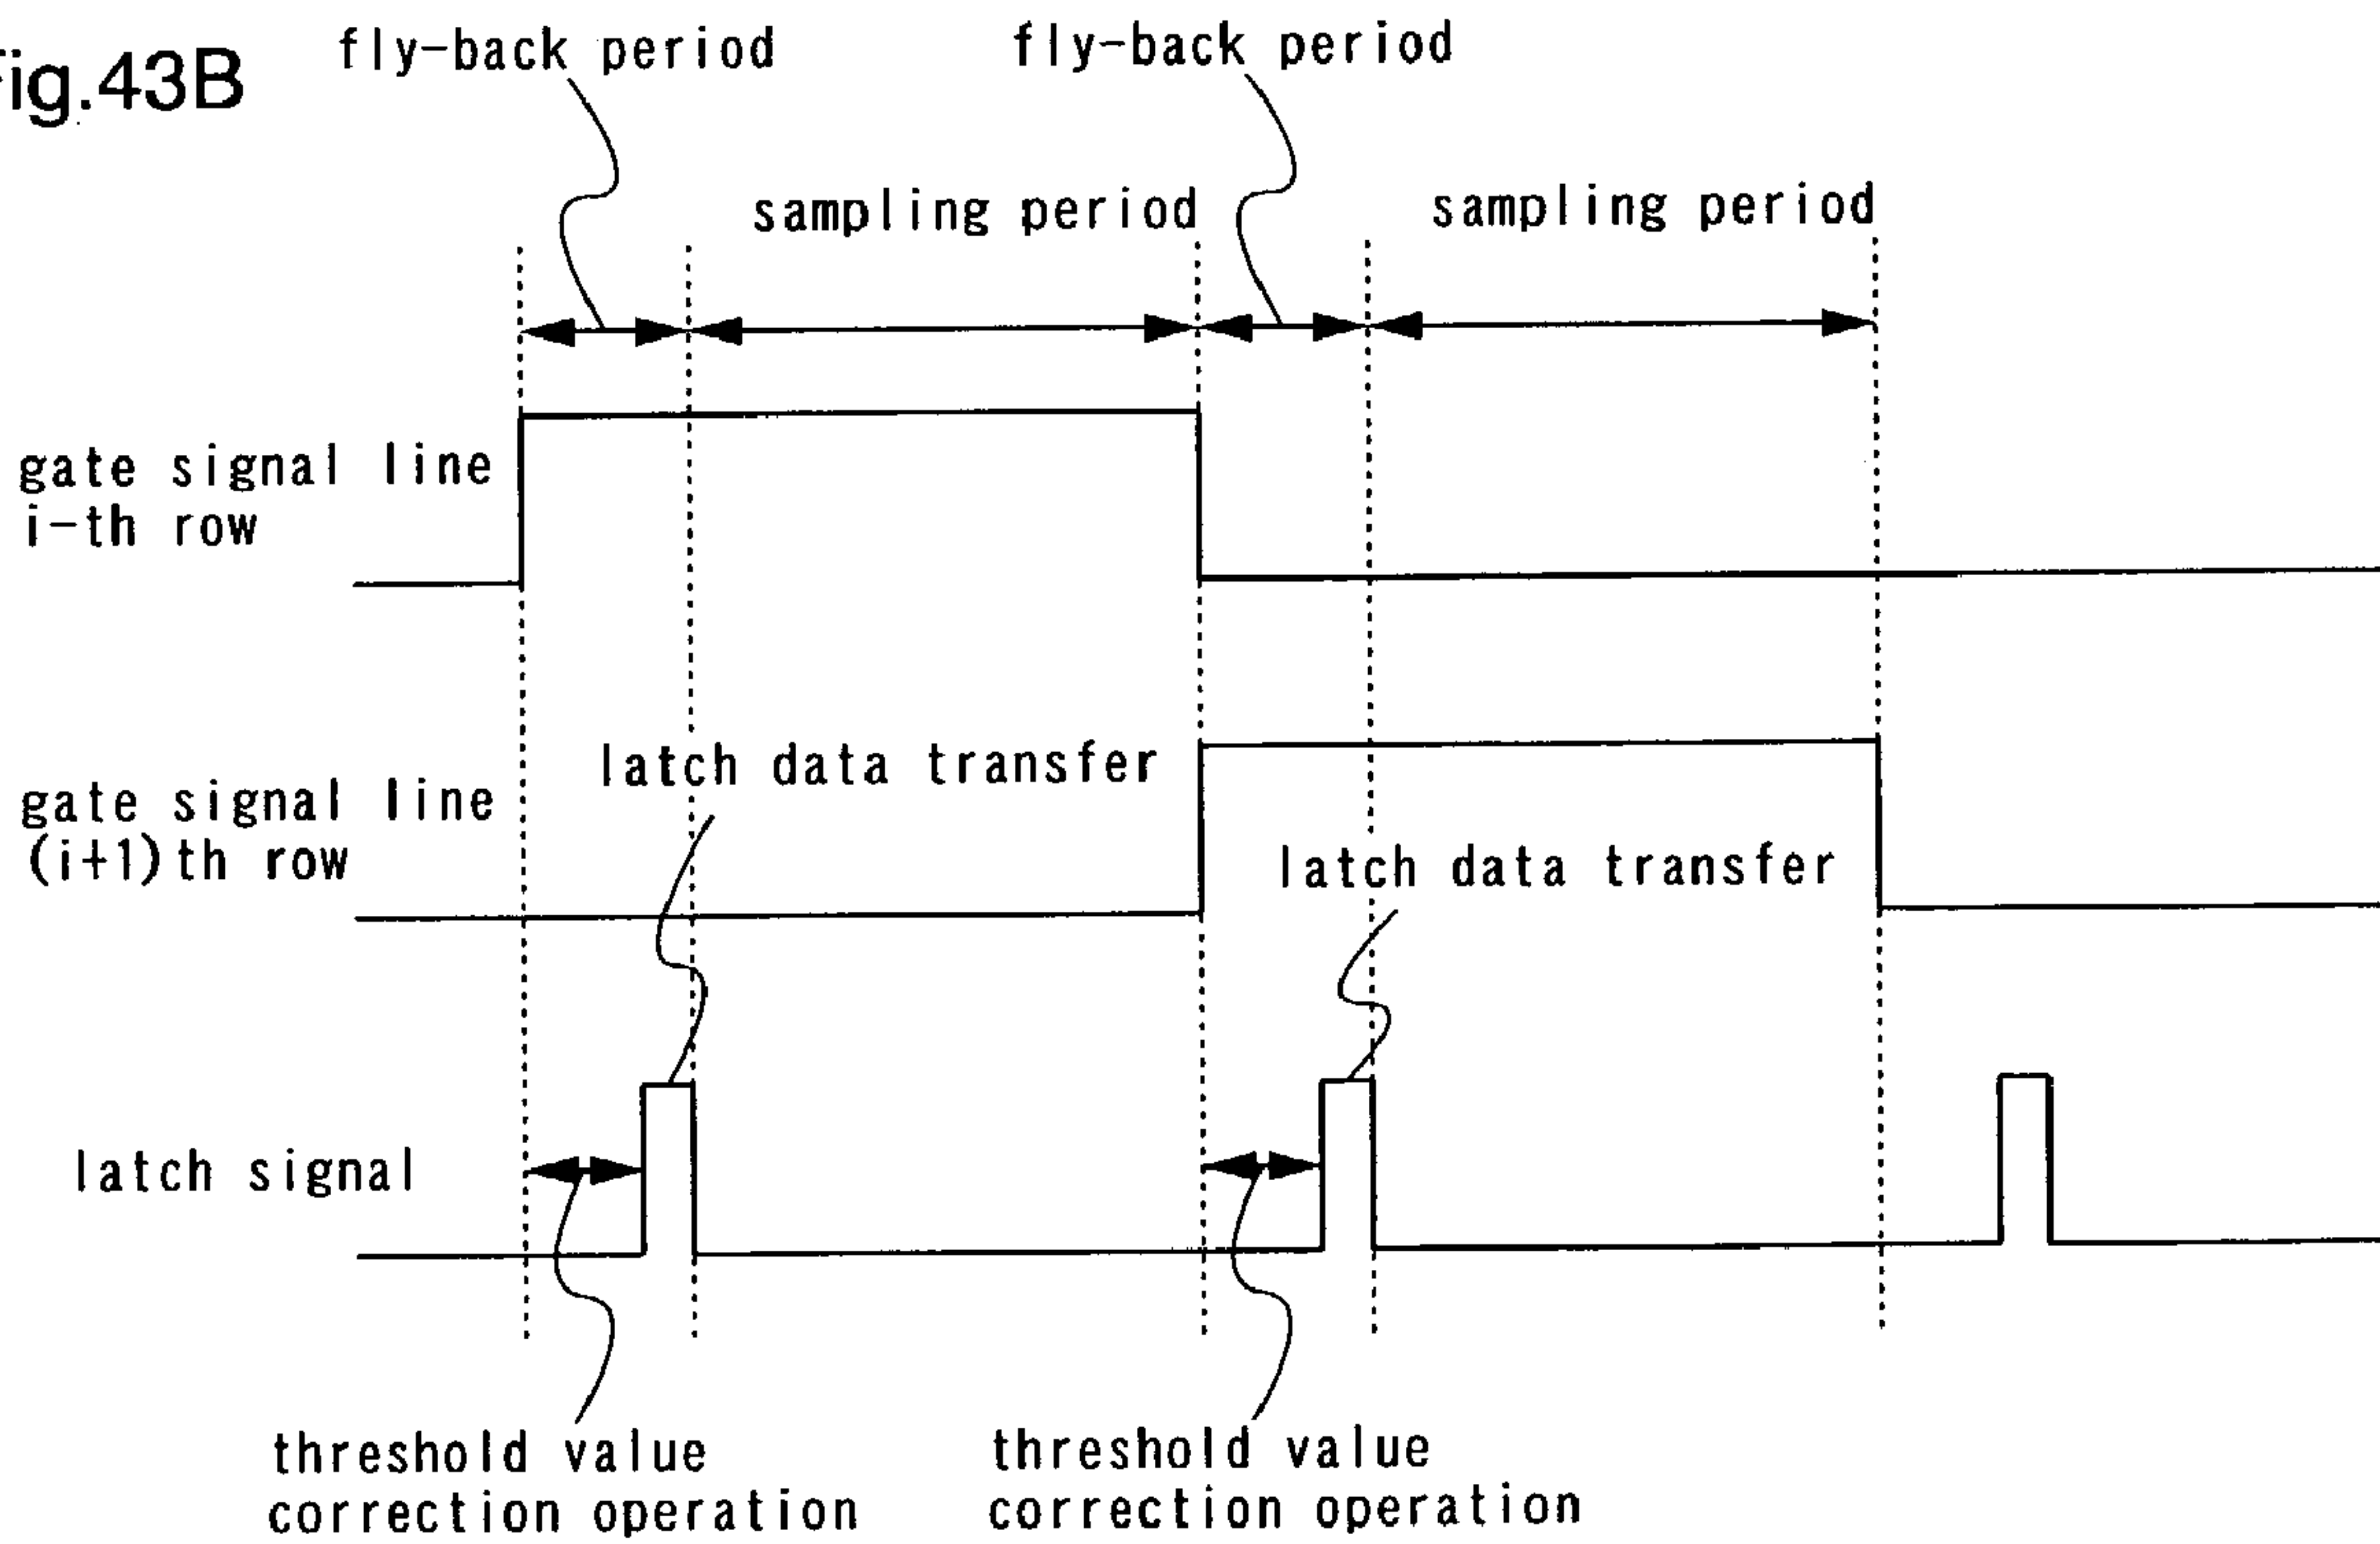 ig.43B
fly-back period
fly-back period
sampling period
sampling period
gate signal line
i-th row
latch data transfer
gate signal line
(i+1)th row
latch data transfer
latch signal
threshold value
correction operation
threshold value
correction operation